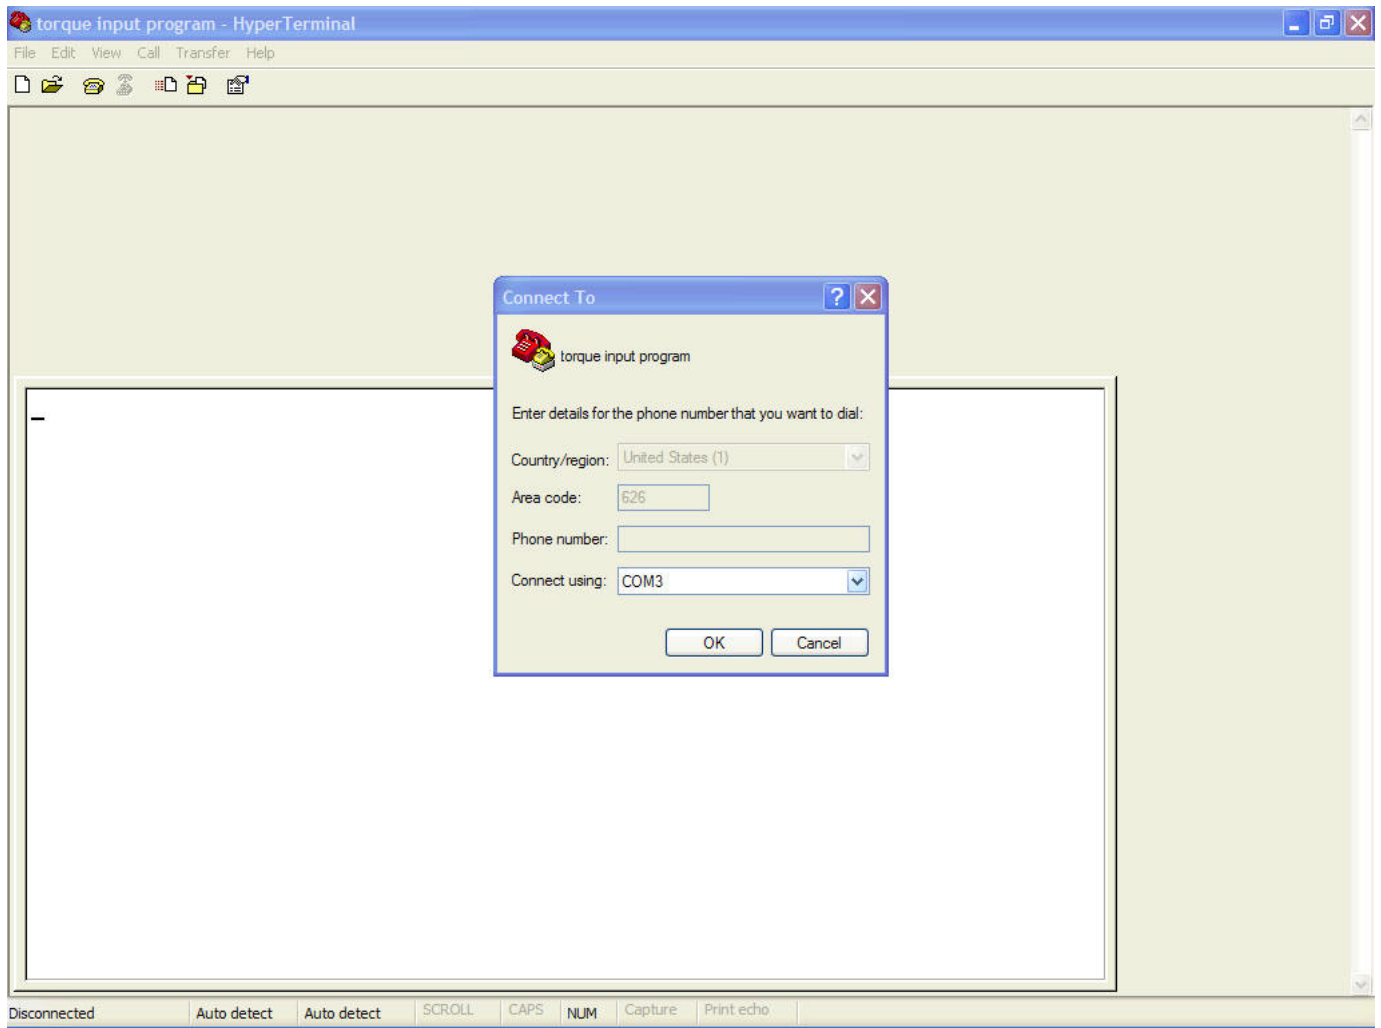 torque input program - HyperTerminal
File Edit View Call Transfer Help
Connect To
torque input program
Enter details for the phone number that you want to dial:
Country/region: United States (1)
Area code: 626
Phone number:
Connect using: COM3
OK Cancel
Disconnected Auto detect Auto detect SCROLL CAPS NUM Capture Print echo